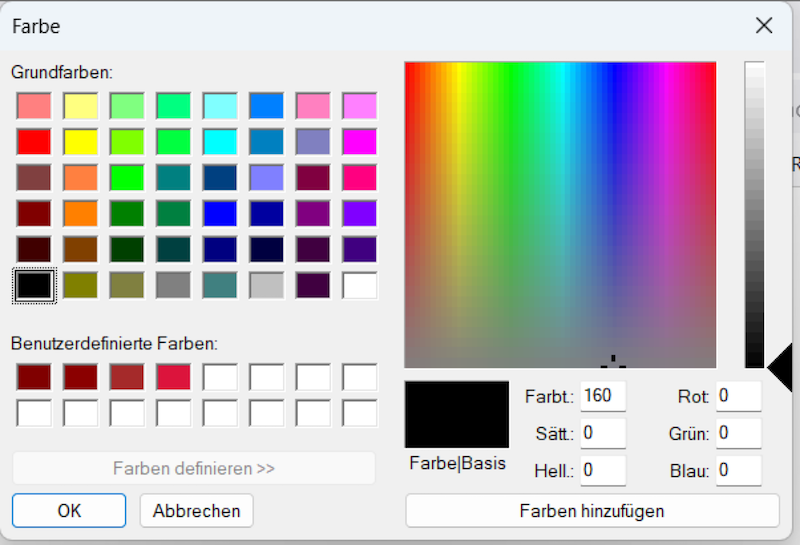 Farbe
Grundfarben:
Benutzerdefinierte Farben:
Farben definieren >>
OK
Abbrechen
Farbe|Basis
Farbt.: 160
Sätt.: 0
Hell.: 0
Rot: 0
Grün: 0
Blau: 0
Farben hinzufügen